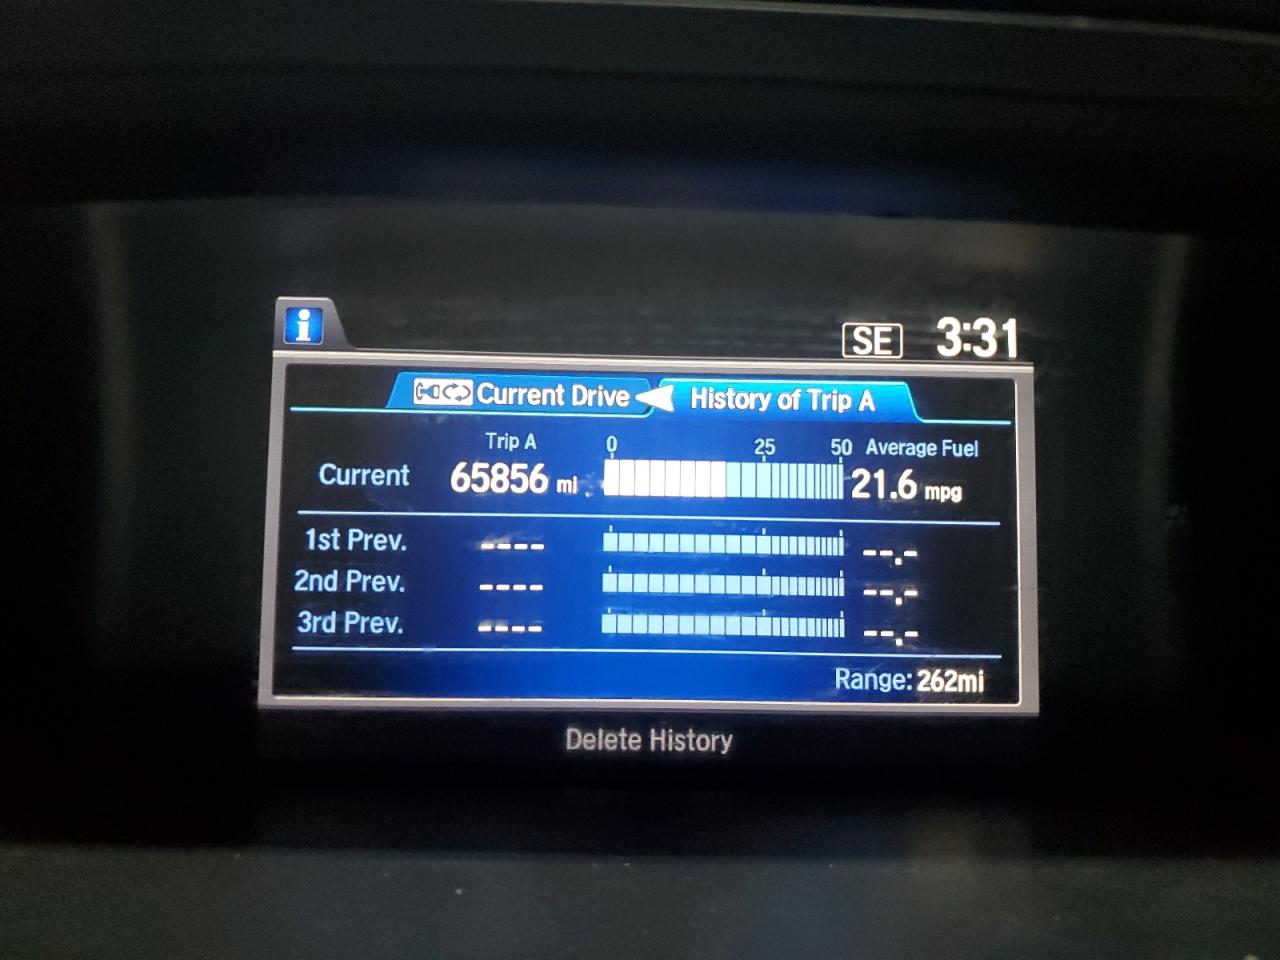 i
SE 3:31
Current Drive History of Trip A
Trip A 0 25 50 Average Fuel
Current 65856 mi 21.6 mpg
1st Prev. ---- --.-
2nd Prev. ---- --.-
3rd Prev. ---- --.-
Range: 262mi
Delete History